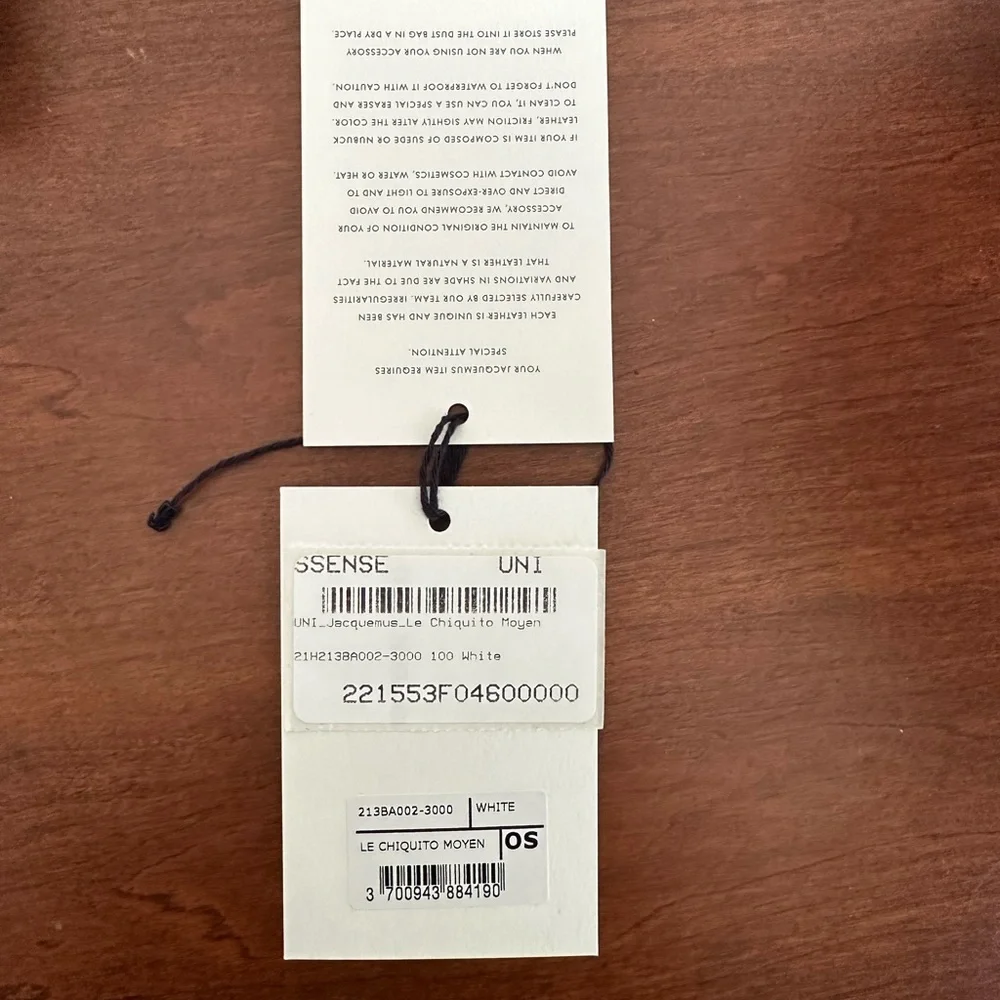 YOUR JACQUEMUS ITEM REQUIRES
SPECIAL ATTENTION.
EACH LEATHER IS UNIQUE AND HAS BEEN
CAREFULLY SELECTED BY OUR TEAM. IRREGULARITIES
AND VARIATIONS IN SHADE ARE DUE TO THE FACT
THAT LEATHER IS A NATURAL MATERIAL.
TO MAINTAIN THE ORIGINAL CONDITION OF YOUR
ACCESSORY, WE RECOMMEND YOU TO AVOID
DIRECT AND OVER-EXPOSURE TO LIGHT AND TO
AVOID CONTACT WITH COSMETICS, WATER, OR HEAT.
IF YOUR ITEM IS COMPOSED OF SUEDE OR NUBUCK
LEATHER, FRICTION MAY SIGHTLY ALTER THE COLOR.
TO CLEAN IT, YOU CAN USE A SPECIAL ERASER AND
DON'T FORGET TO WATERPROOF IT WITH CAUTION.
WHEN YOU ARE NOT USING YOUR ACCESSORY
PLEASE STORE IT INTO THE DUST BAG IN A DRY PLACE.
SSENSE UNI
UNI_Jacquemus_Le Chiquito Moyen
21H213BA002-3000 100 White
221553F04600000
213BA002-3000 WHITE
LE CHIQUITO MOYEN OS
3 700943 884190